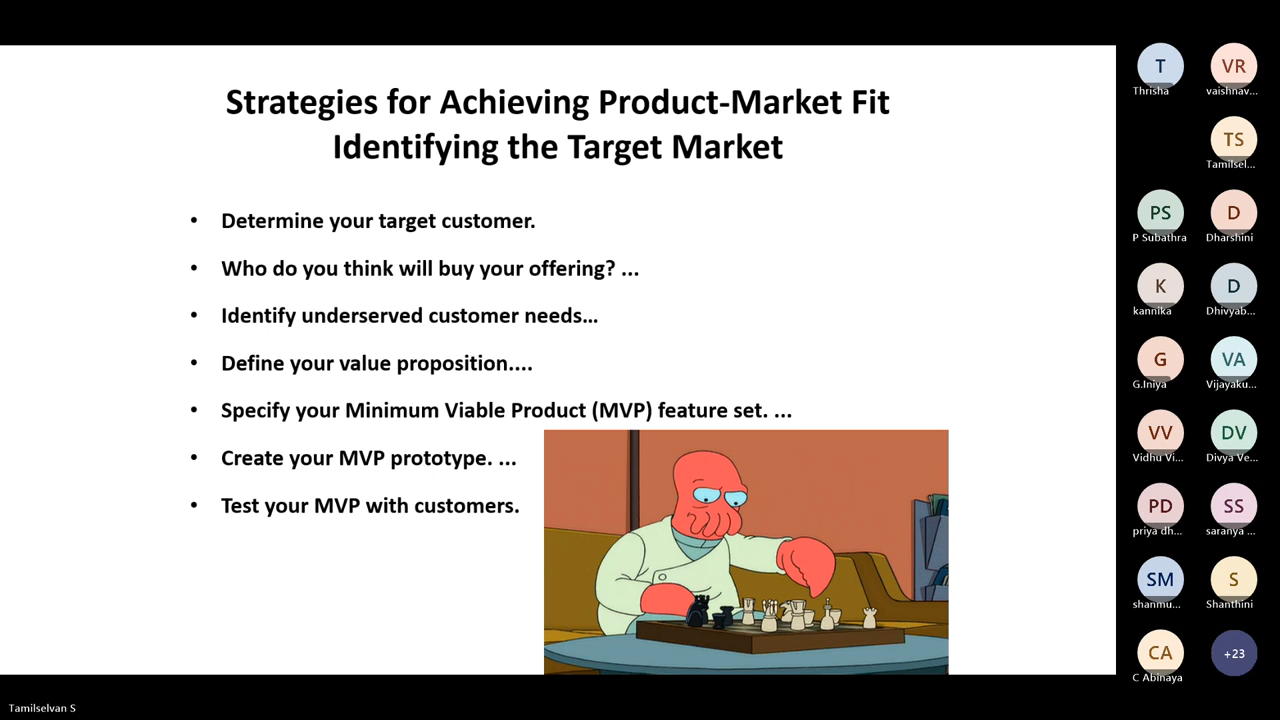 Strategies for Achieving Product-Market Fit
Identifying the Target Market
• Determine your target customer.
• Who do you think will buy your offering? ...
• Identify underserved customer needs…
• Define your value proposition....
• Specify your Minimum Viable Product (MVP) feature set. ...
• Create your MVP prototype. ...
• Test your MVP with customers.
T
Thrisha
VR
vaishnav...
TS
Tamilsel...
PS
P Subathra
D
Dharshini
K
kannika
D
Dhivyab...
G
G.Iniya
VA
Vijayaku...
VV
Vidhu Vi...
DV
Divya Ve...
PD
priya dh...
SS
saranya ...
SM
shanmu...
S
Shanthini
CA
C Abinaya
+23
Tamilselvan S